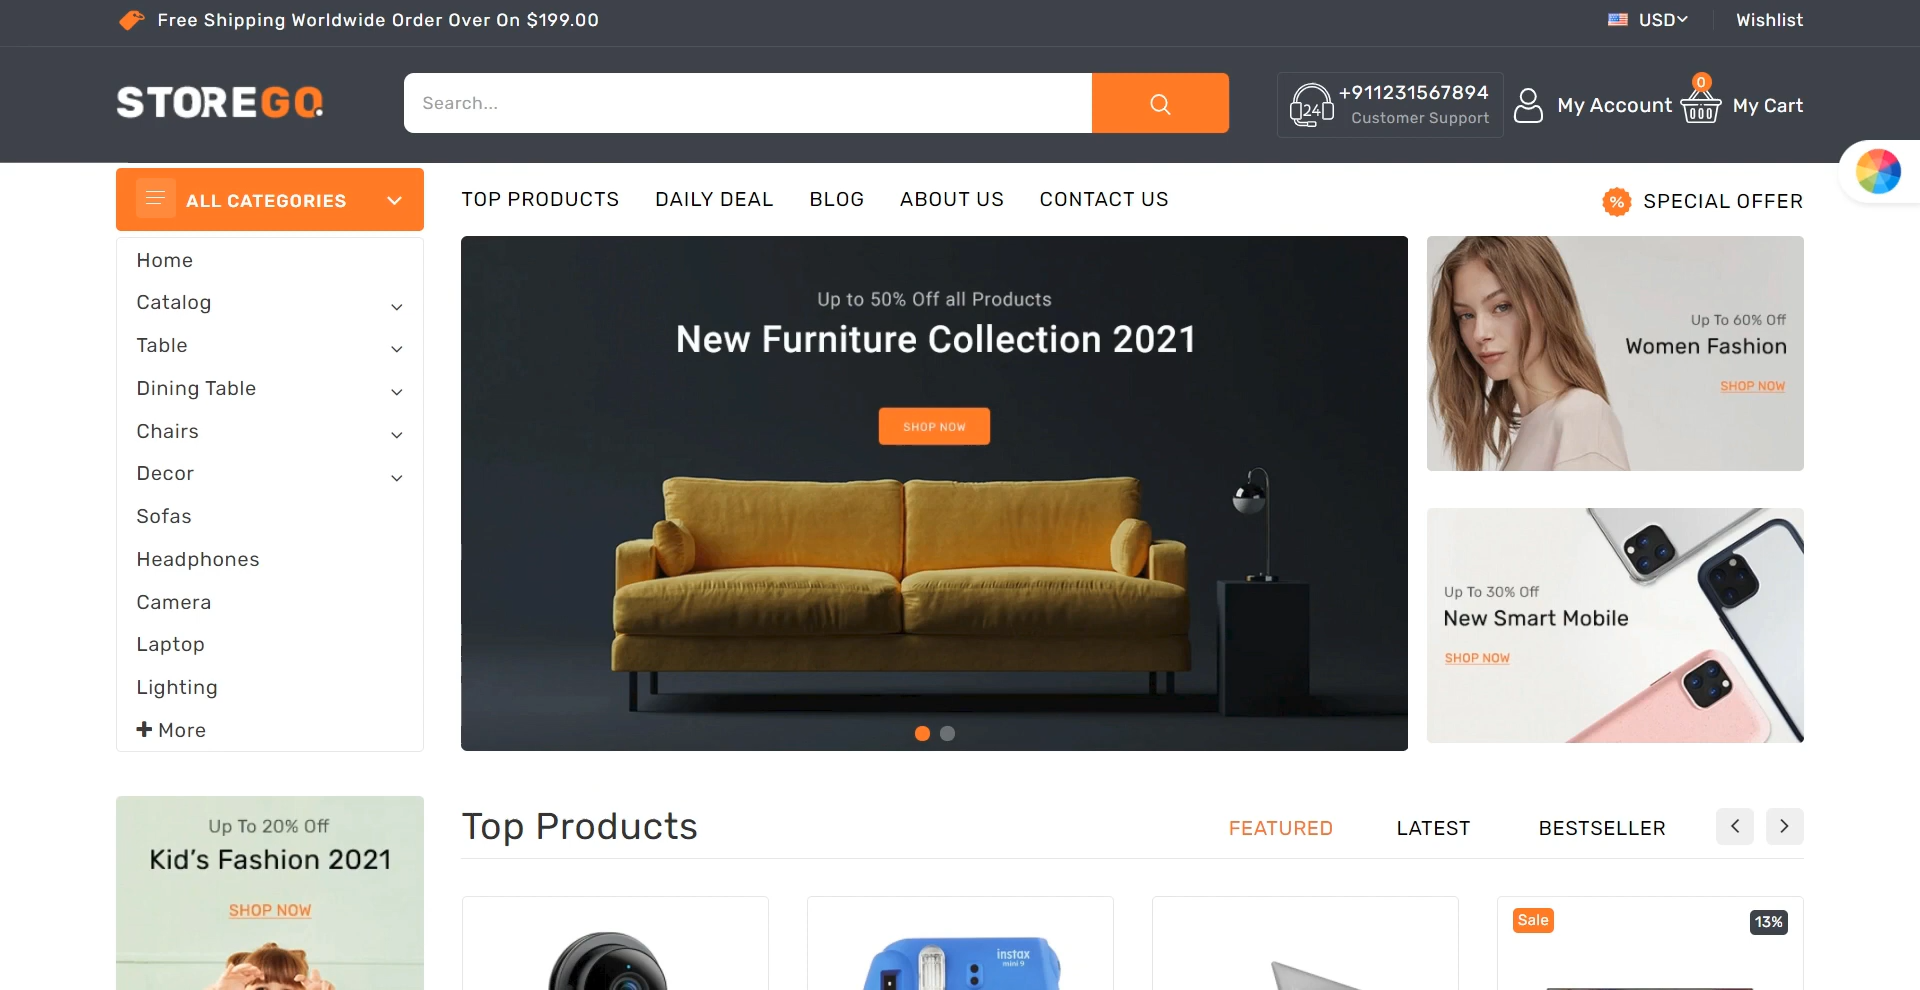 Free Shipping Worldwide Order Over On $199.00
USD
Wishlist
STOREGO.
Search...
24
+911231567894
Customer Support
My Account
0
My Cart
ALL CATEGORIES
TOP PRODUCTS
DAILY DEAL
BLOG
ABOUT US
CONTACT US
%
SPECIAL OFFER
Home
Catalog
Table
Dining Table
Chairs
Decor
Sofas
Headphones
Camera
Laptop
Lighting
More
Up to 50% Off all Products
New Furniture Collection 2021
SHOP NOW
Up To 60% Off
Women Fashion
SHOP NOW
Up To 30% Off
New Smart Mobile
SHOP NOW
Up To 20% Off
Kid's Fashion 2021
SHOP NOW
Top Products
FEATURED
LATEST
BESTSELLER
instax
mini 9
Sale
13%